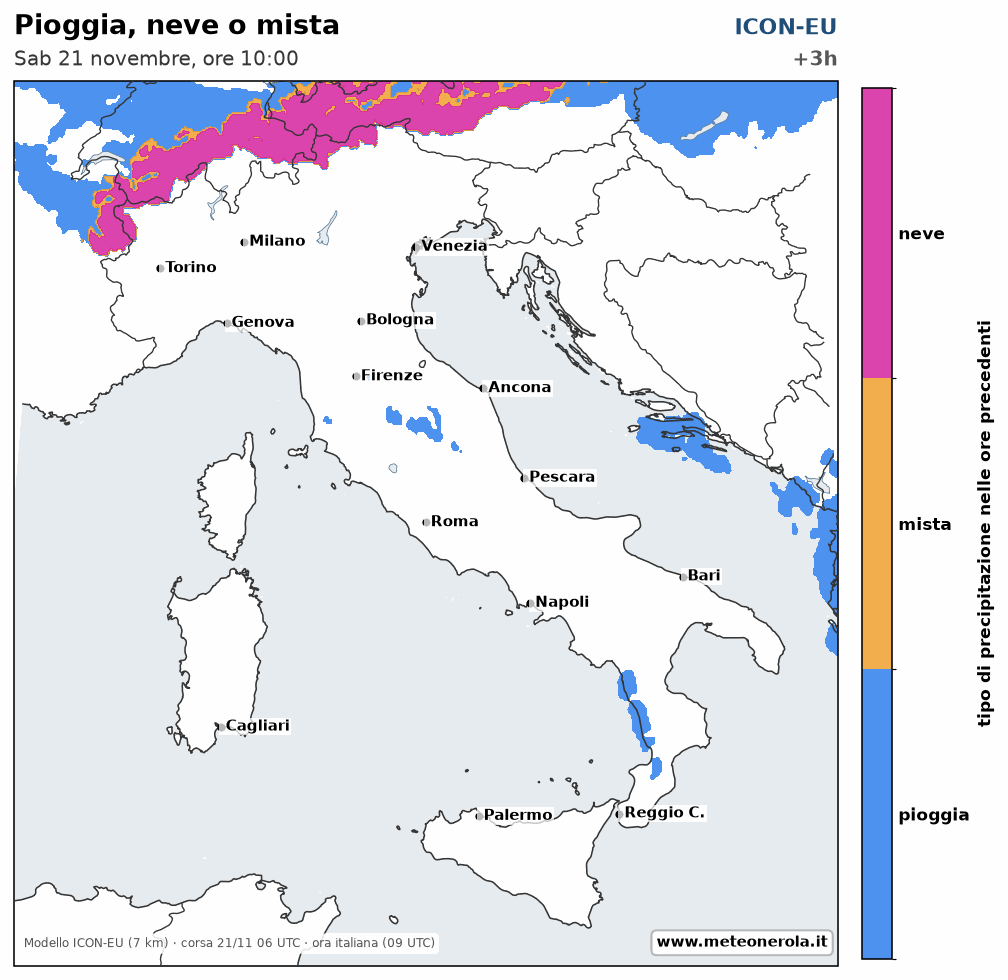 Pioggia, neve o mista
ICON-EU
Sab 21 novembre, ore 10:00
+3h
neve
mista
pioggia
tipo di precipitazione nelle ore precedenti
Milano
Venezia
Torino
Genova
Bologna
Firenze
Ancona
Pescara
Roma
Bari
Napoli
Cagliari
Palermo
Reggio C.
Modello ICON-EU (7 km) · corsa 21/11 06 UTC · ora italiana (09 UTC)
www.meteonerola.it